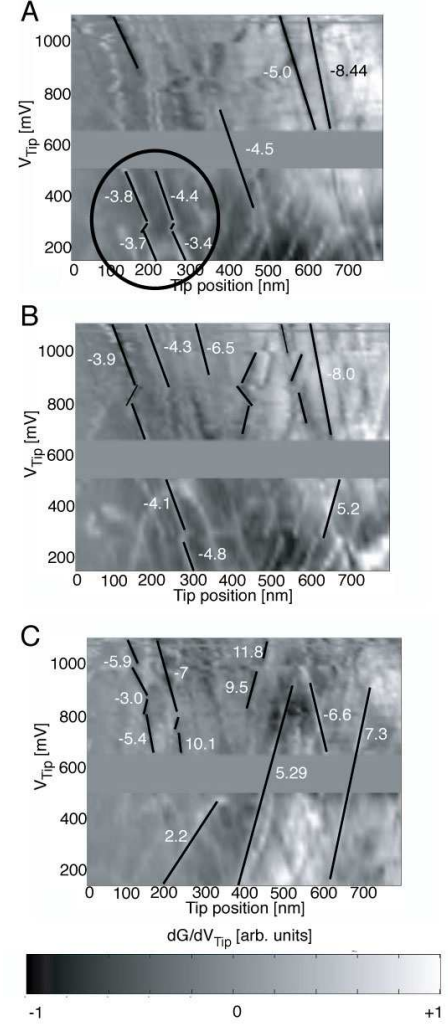 A
1000
800
600
400
200
V_Tip [mV]
-5.0
-8.44
-4.5
-3.8
-4.4
-3.7
-3.4
0 100 200 300 400 500 600 700
Tip position [nm]
B
1000
800
600
400
200
V_Tip [mV]
-3.9
-4.3
-6.5
-8.0
-4.1
-4.8
5.2
0 100 200 300 400 500 600 700
Tip position [nm]
C
1000
800
600
400
200
V_Tip [mV]
-5.9
-7
11.8
9.5
-3.0
-5.4
10.1
-6.6
7.3
5.29
2.2
0 100 200 300 400 500 600 700
Tip position [nm]
dG/dV_Tip [arb. units]
-1 0 +1